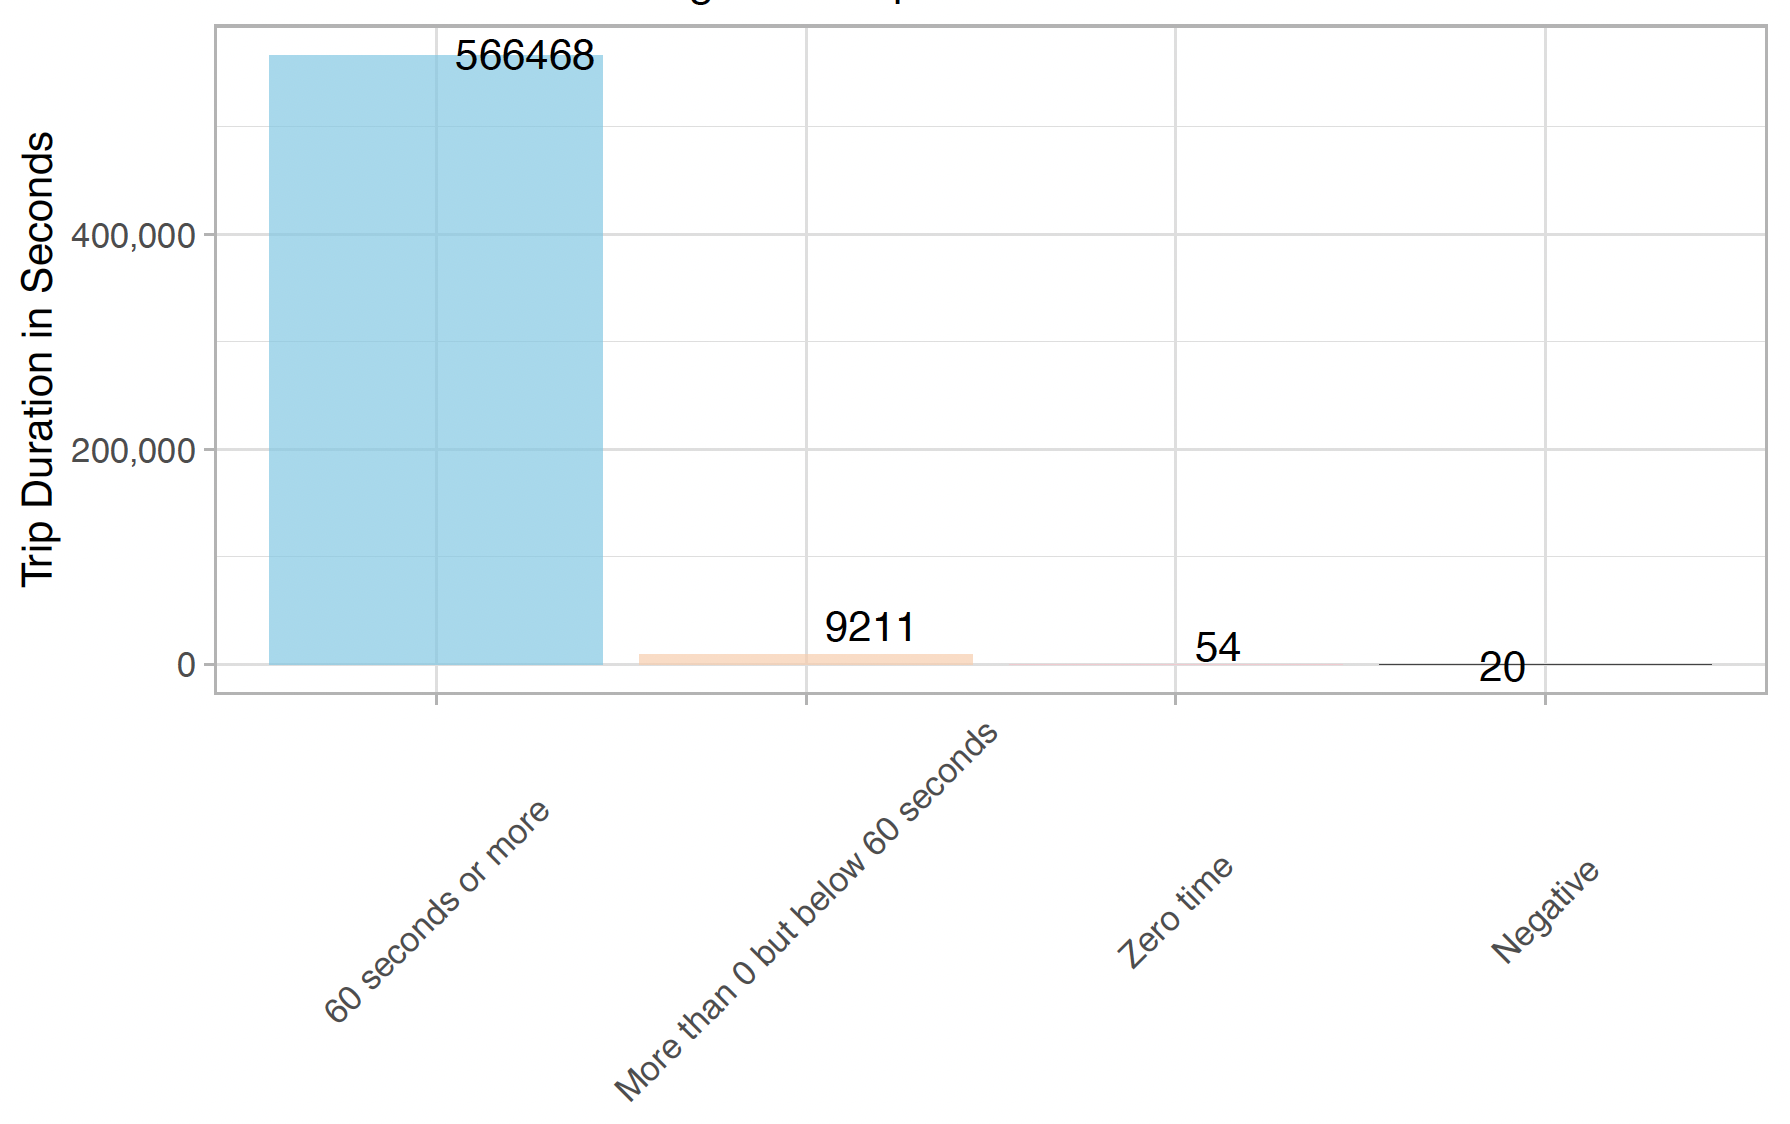 Trip Duration in Seconds
400,000
200,000
0
566468
9211
54
20
60 seconds or more
More than 0 but below 60 seconds
Zero time
Negative